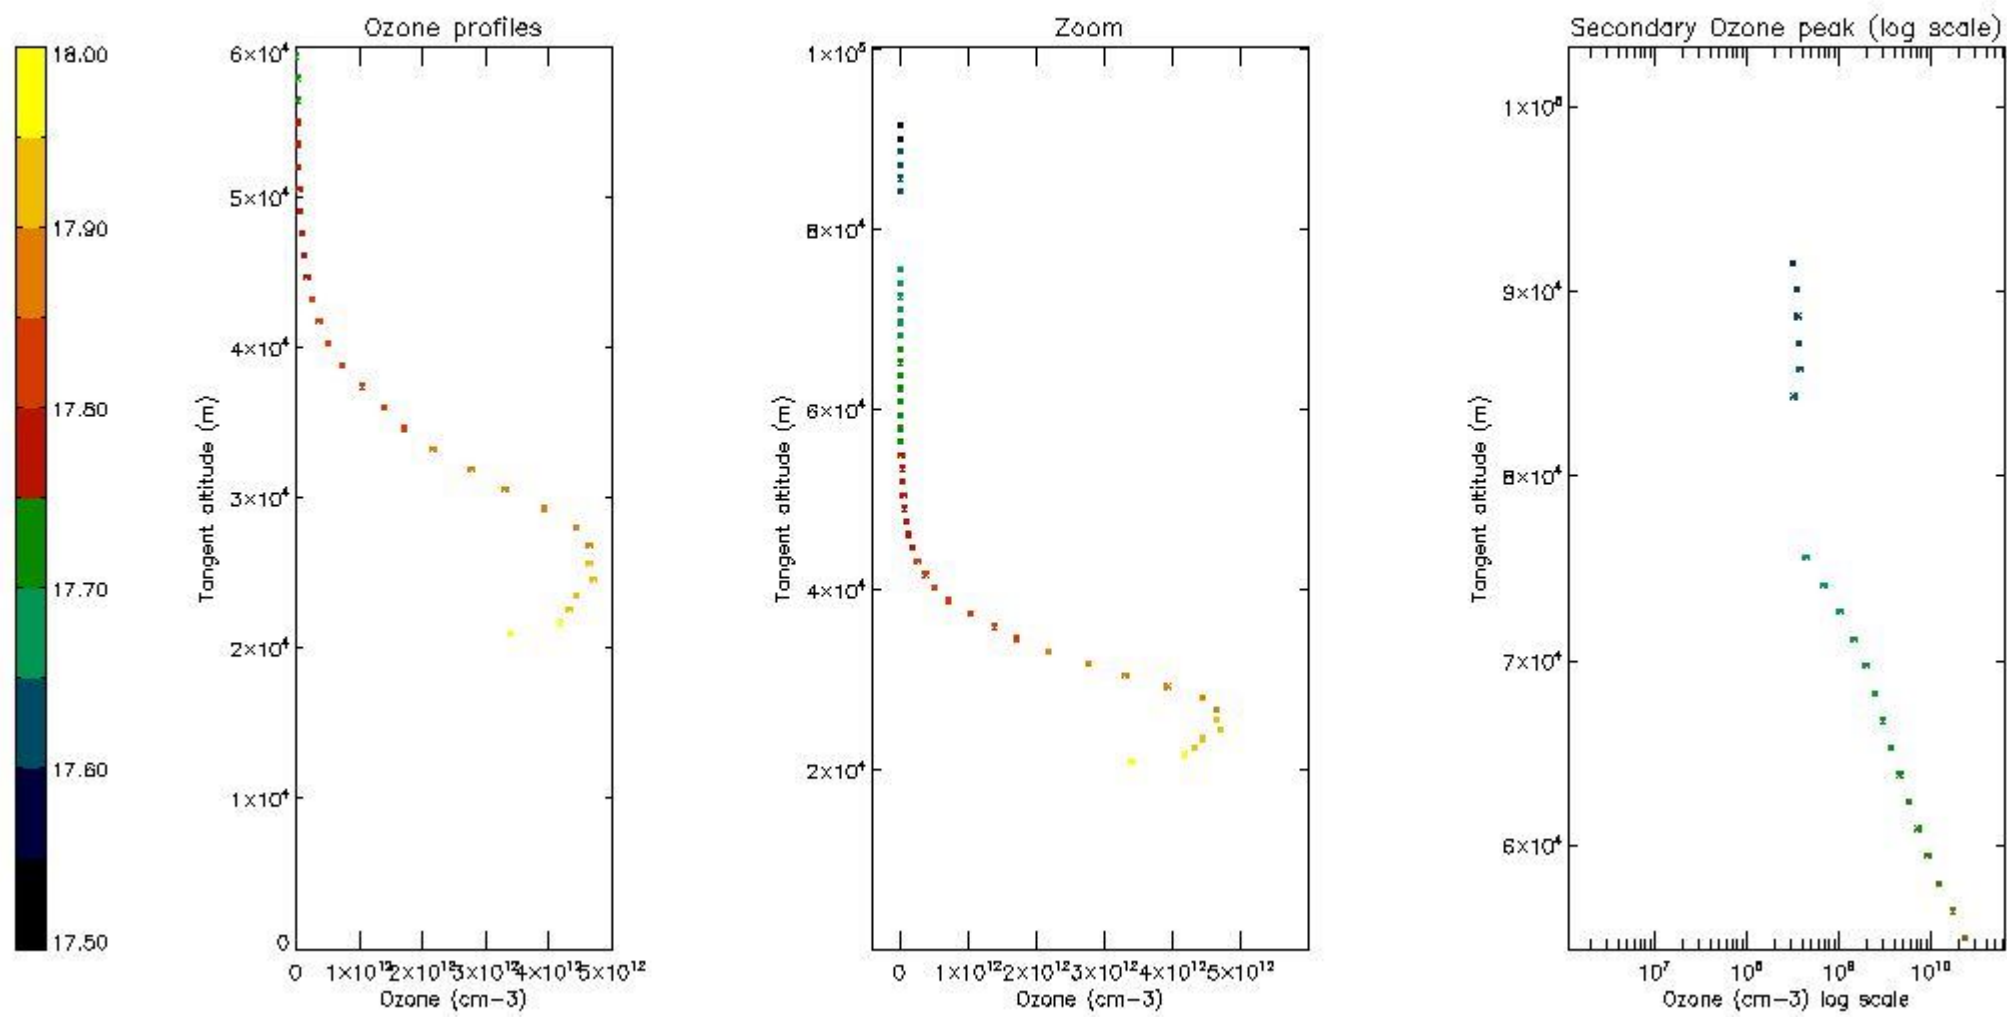 18.00
17.90
17.80
17.70
17.60
17.50
Ozone profiles
6×10⁴
5×10⁴
4×10⁴
3×10⁴
2×10⁴
1×10⁴
0
Tangent altitude (m)
0 1×10¹² 2×10¹² 3×10¹² 4×10¹² 5×10¹²
Ozone (cm−3)
Zoom
1×10⁵
8×10⁴
6×10⁴
4×10⁴
2×10⁴
Tangent altitude (m)
0 1×10¹² 2×10¹² 3×10¹² 4×10¹² 5×10¹²
Ozone (cm−3)
Secondary Ozone peak (log scale)
1×10⁵
9×10⁴
8×10⁴
7×10⁴
6×10⁴
Tangent altitude (m)
10⁷ 10⁸ 10⁹ 10¹⁰
Ozone (cm−3) log scale